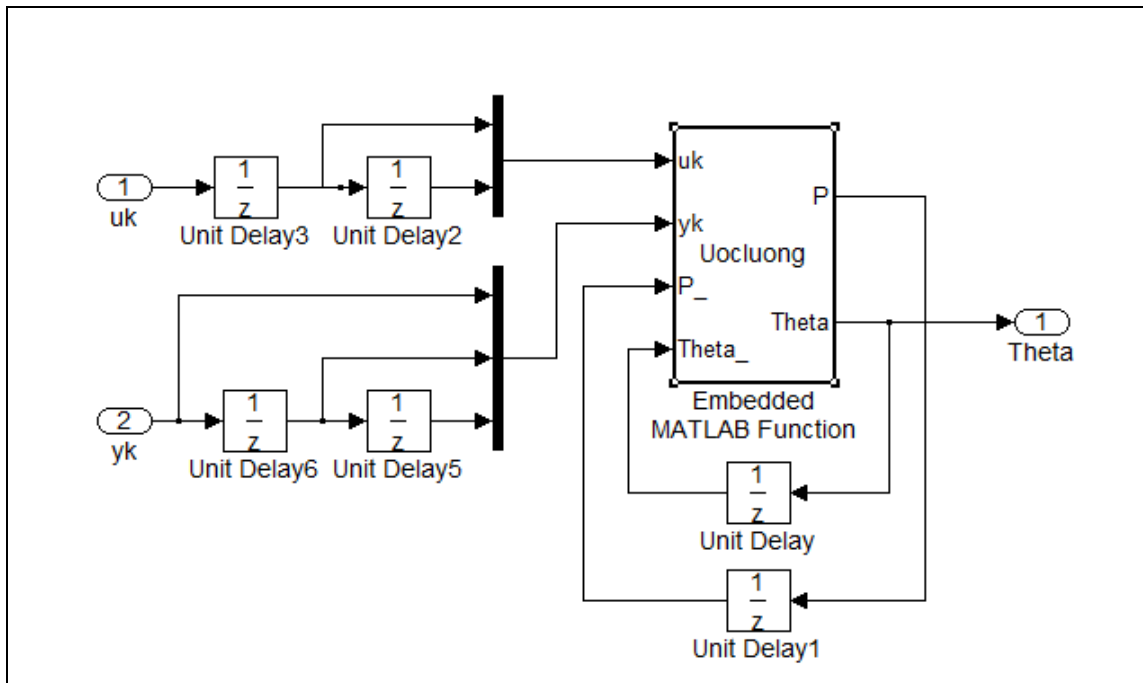 1
uk
1
z
Unit Delay3
1
z
Unit Delay2
2
yk
1
z
Unit Delay6
1
z
Unit Delay5
uk
yk
P_
Theta_
Uocluong
P
Theta
Embedded
MATLAB Function
1
Theta
1
z
Unit Delay
1
z
Unit Delay1